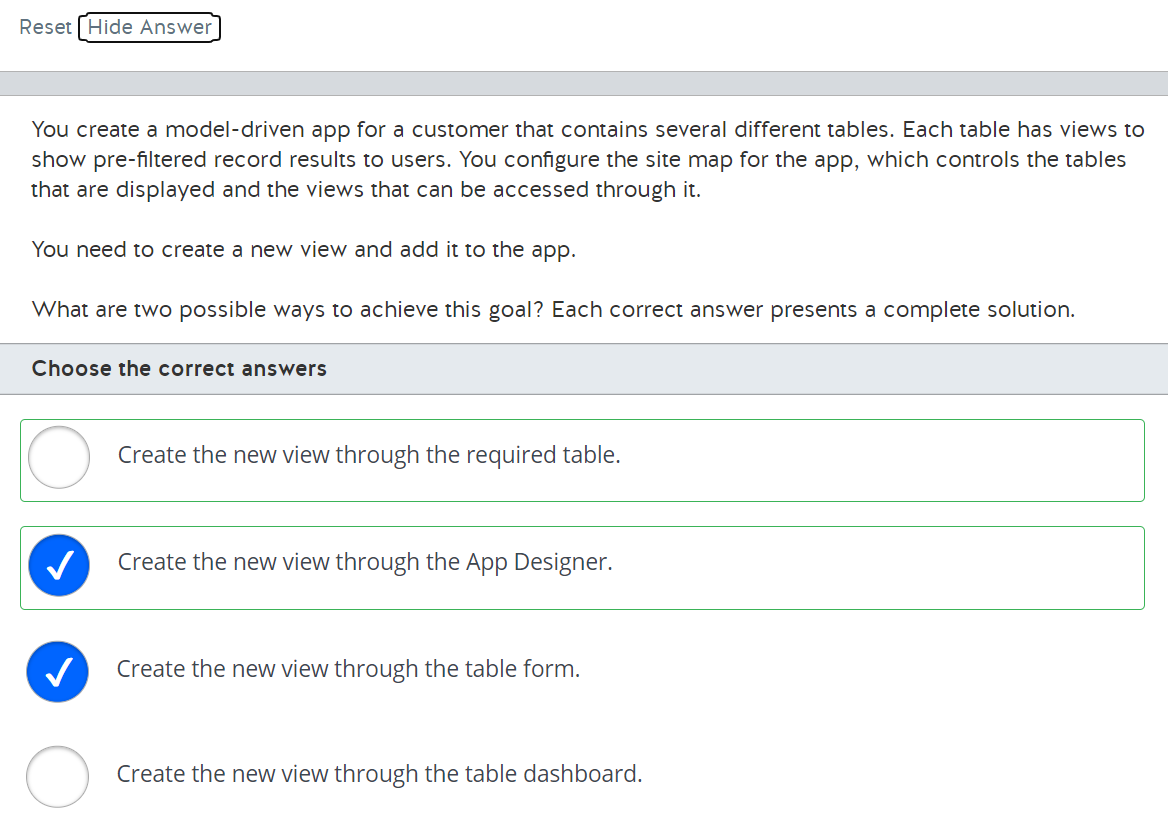 Reset Hide Answer
You create a model-driven app for a customer that contains several different tables. Each table has views to
show pre-filtered record results to users. You configure the site map for the app, which controls the tables
that are displayed and the views that can be accessed through it.
You need to create a new view and add it to the app.
What are two possible ways to achieve this goal? Each correct answer presents a complete solution.
Choose the correct answers
Create the new view through the required table.
Create the new view through the App Designer.
Create the new view through the table form.
Create the new view through the table dashboard.